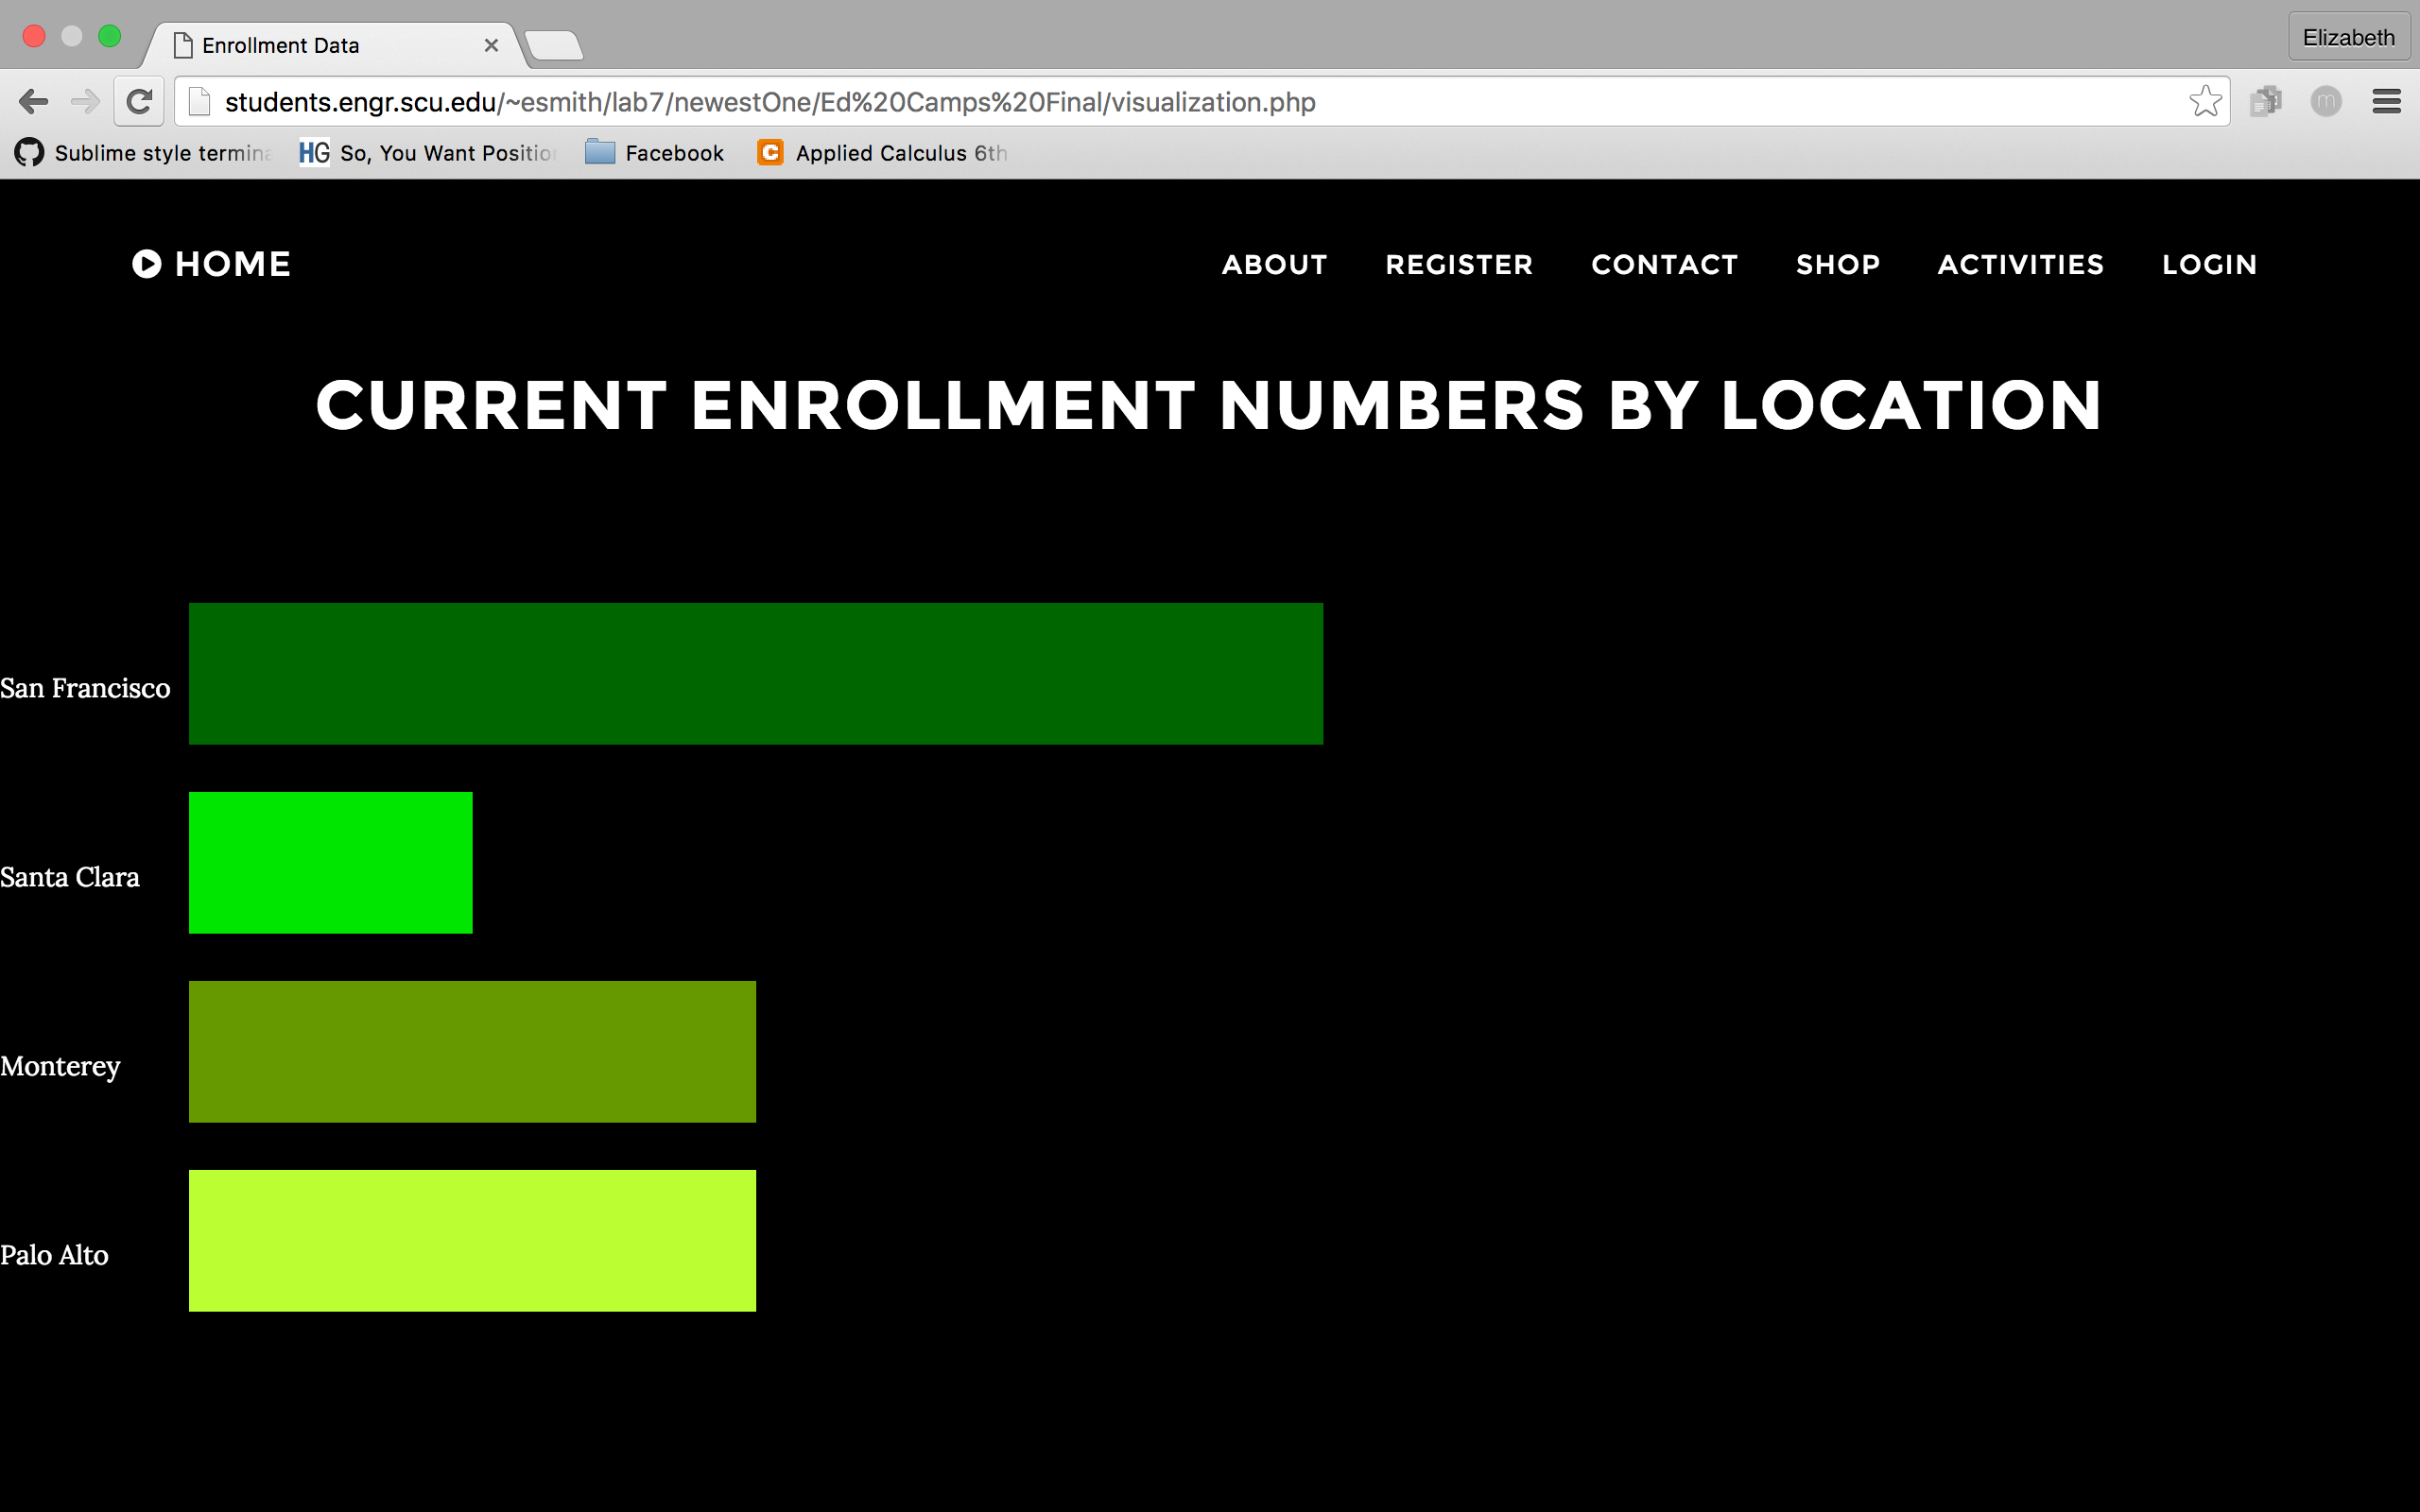 Enrollment Data
Elizabeth
students.engr.scu.edu/~esmith/lab7/newestOne/Ed%20Camps%20Final/visualization.php
Sublime style termina HG So, You Want Position Facebook C Applied Calculus 6th
HOME ABOUT REGISTER CONTACT SHOP ACTIVITIES LOGIN
CURRENT ENROLLMENT NUMBERS BY LOCATION
San Francisco
Santa Clara
Monterey
Palo Alto